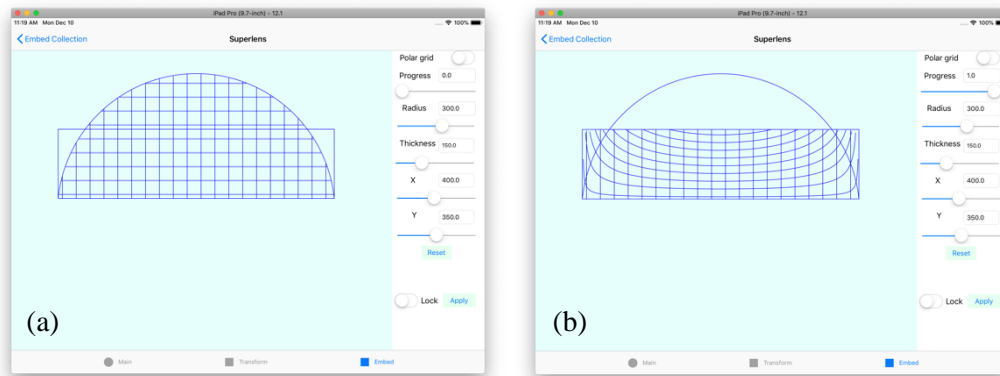 iPad Pro (9.7-inch) - 12.1
11:19 AM Mon Dec 10
100%
Embed Collection
Superlens
Polar grid
Progress 0.0
Radius 300.0
Thickness 150.0
X 400.0
Y 350.0
Reset
Lock Apply
(a)
Main Transform Embed
iPad Pro (9.7-inch) - 12.1
11:19 AM Mon Dec 10
100%
Embed Collection
Superlens
Polar grid
Progress 1.0
Radius 300.0
Thickness 150.0
X 400.0
Y 350.0
Reset
Lock Apply
(b)
Main Transform Embed